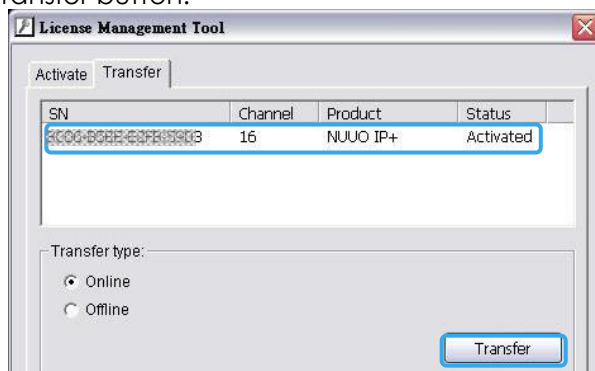 Transfer button.
License Management Tool
Activate Transfer
SN Channel Product Status
16 NUUO IP+ Activated
Transfer type:
Online
Offline
Transfer